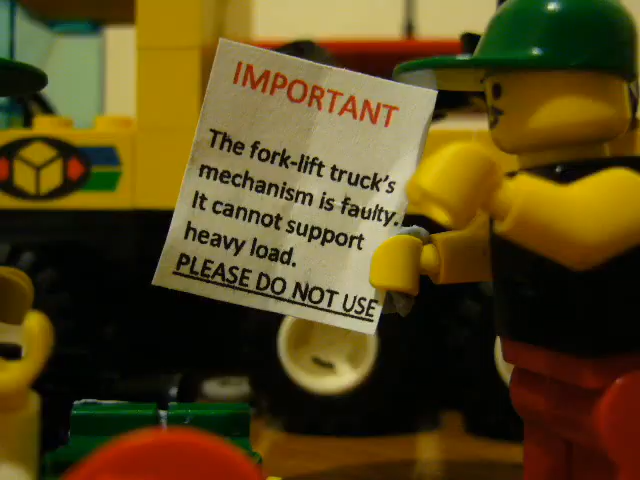 IMPORTANT
The fork-lift truck's
mechanism is faulty.
It cannot support
heavy load.
PLEASE DO NOT USE